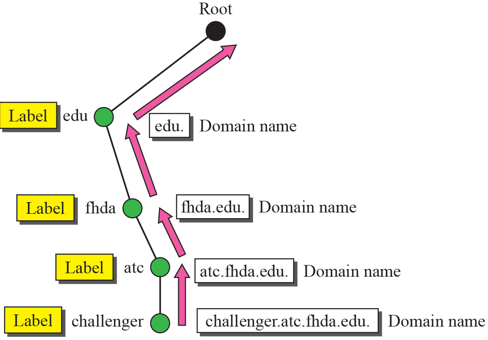 Root
Label edu edu. Domain name
Label fhda fhda.edu. Domain name
Label atc atc.fhda.edu. Domain name
Label challenger challenger.atc.fhda.edu. Domain name